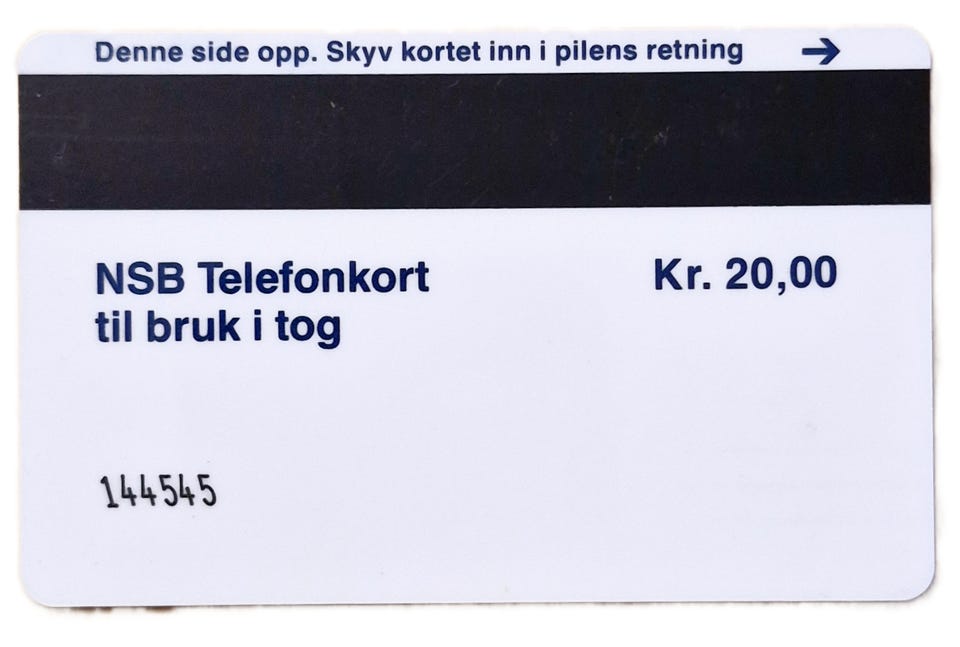 Denne side opp. Skyv kortet inn i pilens retning →
NSB Telefonkort Kr. 20,00
til bruk i tog
144545